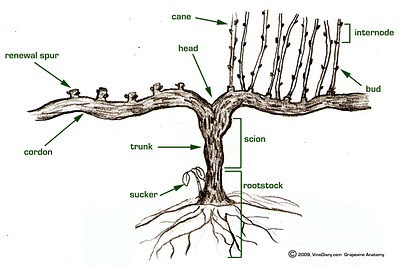 cane
internode
head
renewal spur
bud
cordon
trunk
scion
sucker
rootstock
© 2009, VinoDiary.com Grapevine Anatomy